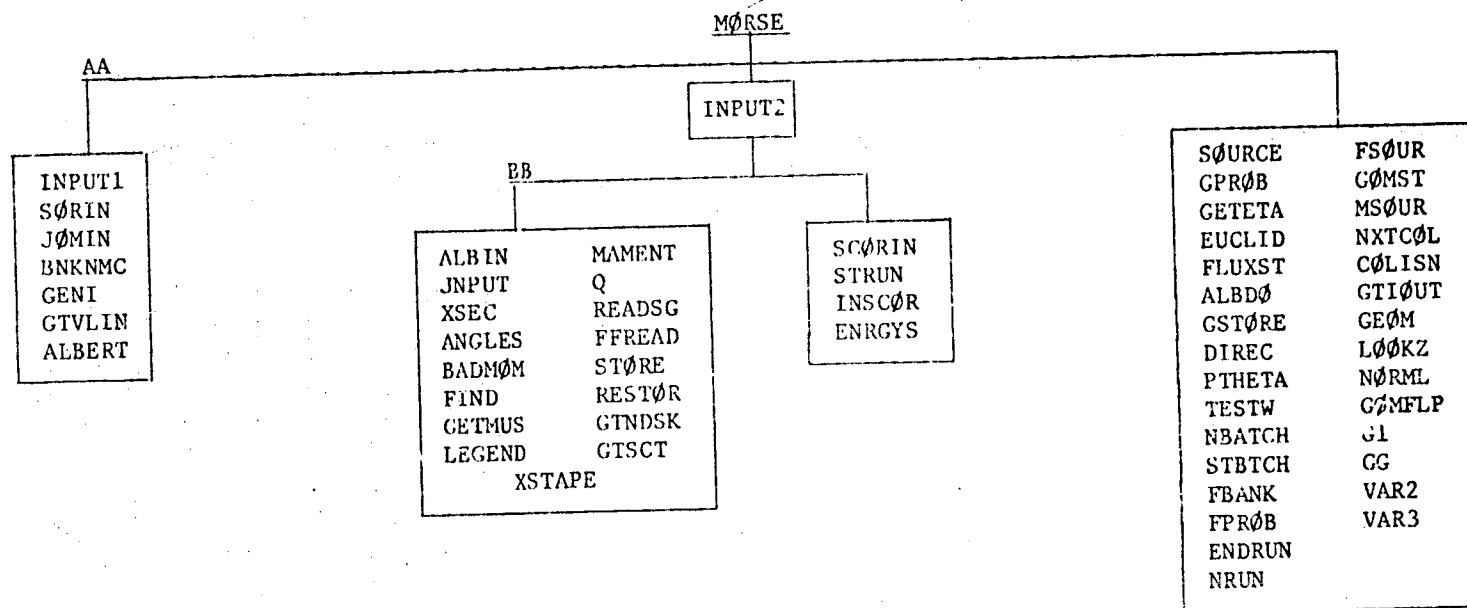 MØRSE
AA
INPUT2
INPUT1
SØRIN
JØMIN
BNKNMC
GENI
GTVLIN
ALBERT
BB
ALBIN MAMENT
JNPUT Q
XSEC READSG
ANGLES FFREAD
BADMØM STØRE
FIND RESTØR
GETMUS GTNDSK
LEGEND GTSCT
XSTAPE
SCØRIN
STRUN
INSCØR
ENRGYS
SØURCE FSØUR
GPRØB GØMST
GETETA MSØUR
EUCLID NXTCØL
FLUXST CØLISN
ALBDØ GTIØUT
GSTØRE GEØM
DIREC LØØKZ
PTHETA NØRML
TESTW GØMFLP
NBATCH G1
STBTCH GG
FBANK VAR2
FPRØB VAR3
ENDRUN
NRUN